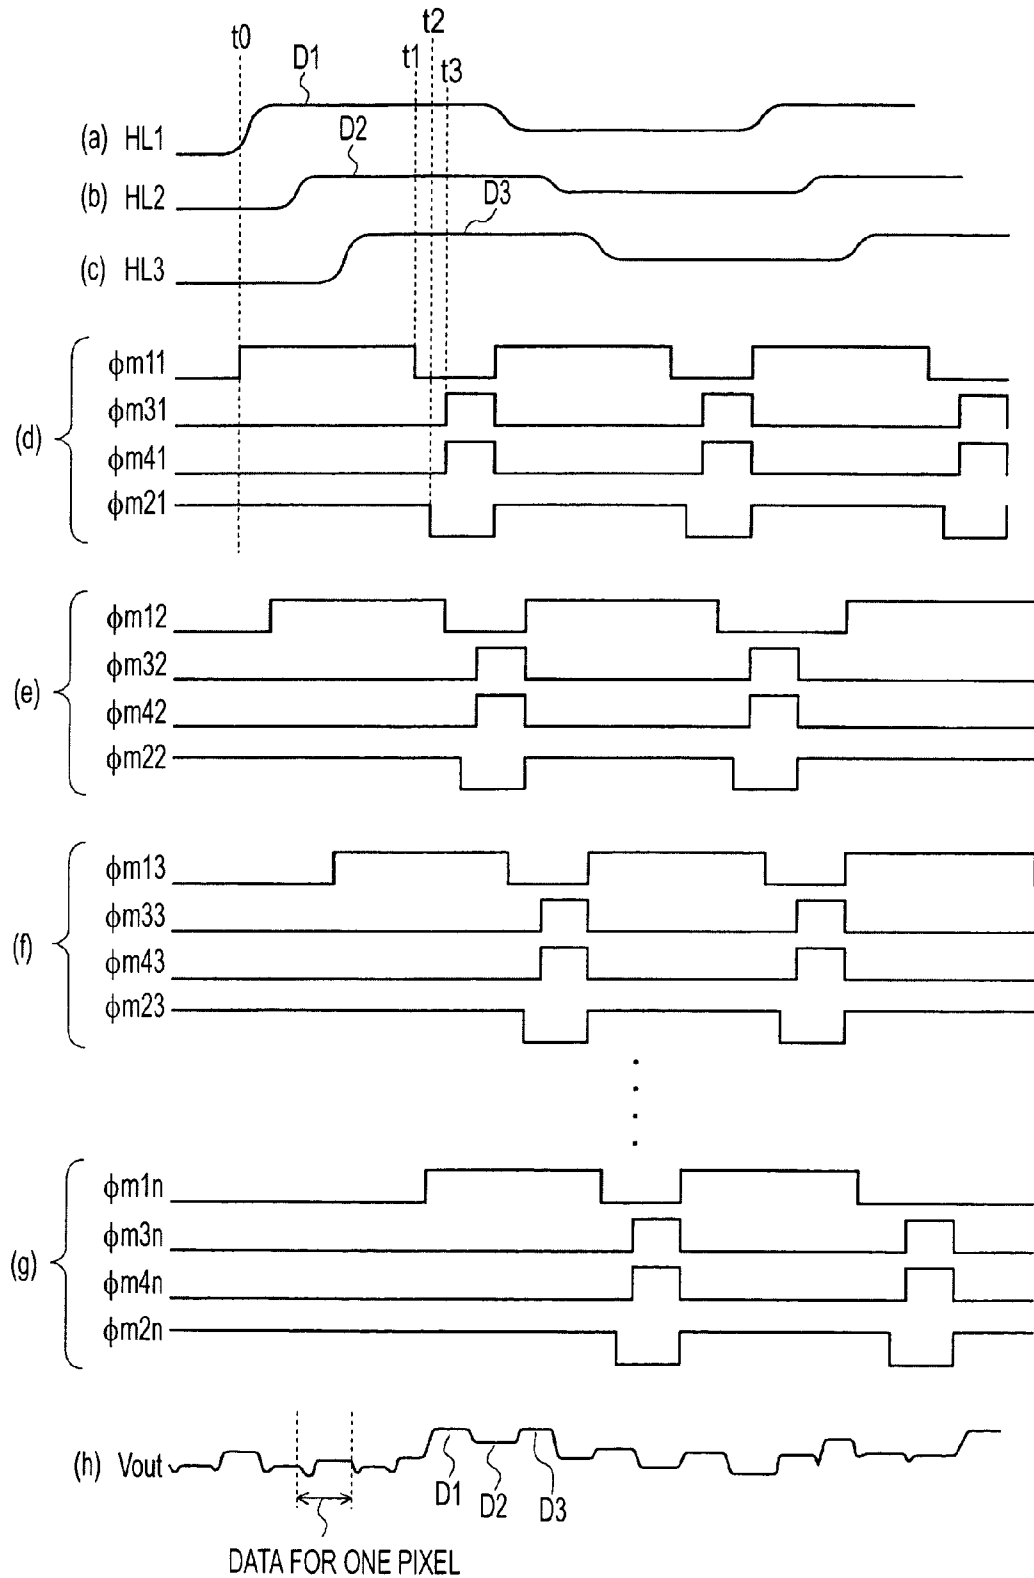 t0
t1
t2
t3
D1
(a) HL1
D2
(b) HL2
D3
(c) HL3
(d)
ϕm11
ϕm31
ϕm41
ϕm21
(e)
ϕm12
ϕm32
ϕm42
ϕm22
(f)
ϕm13
ϕm33
ϕm43
ϕm23
(g)
ϕm1n
ϕm3n
ϕm4n
ϕm2n
(h) Vout
D1
D2
D3
DATA FOR ONE PIXEL